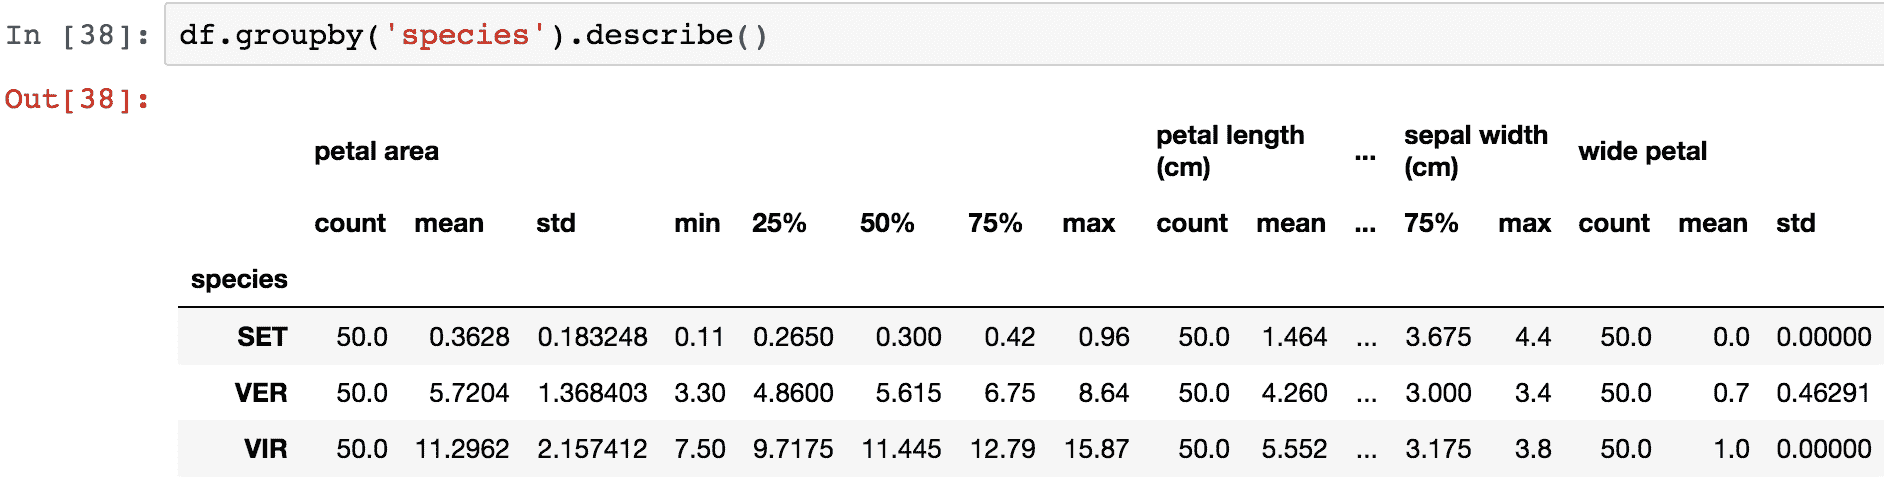 In [38]: df.groupby('species').describe()
Out[38]:
petal area petal length (cm) ... sepal width (cm) wide petal
count mean std min 25% 50% 75% max count mean ... 75% max count mean std
species
SET 50.0 0.3628 0.183248 0.11 0.2650 0.300 0.42 0.96 50.0 1.464 ... 3.675 4.4 50.0 0.0 0.00000
VER 50.0 5.7204 1.368403 3.30 4.8600 5.615 6.75 8.64 50.0 4.260 ... 3.000 3.4 50.0 0.7 0.46291
VIR 50.0 11.2962 2.157412 7.50 9.7175 11.445 12.79 15.87 50.0 5.552 ... 3.175 3.8 50.0 1.0 0.00000